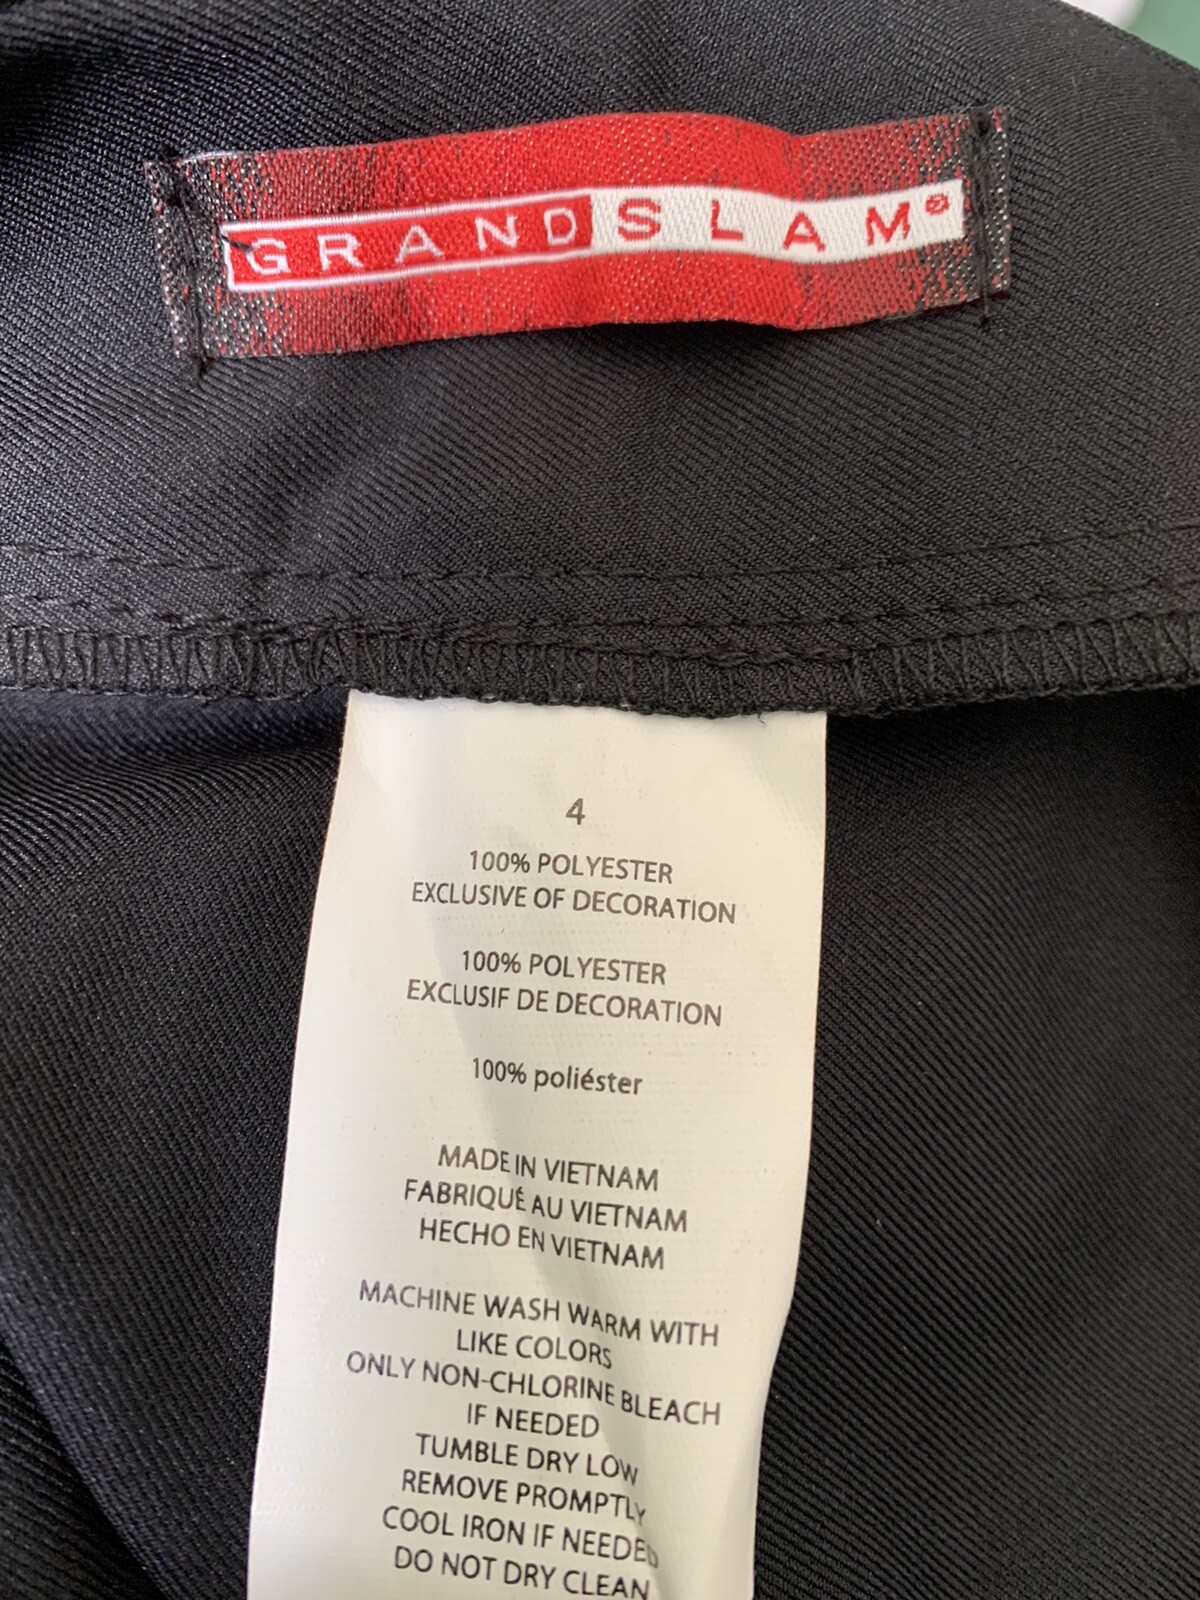 GRANDSLAM®
4
100% POLYESTER
EXCLUSIVE OF DECORATION
100% POLYESTER
EXCLUSIF DE DECORATION
100% poliéster
MADE IN VIETNAM
FABRIQUÉ AU VIETNAM
HECHO EN VIETNAM
MACHINE WASH WARM WITH
LIKE COLORS
ONLY NON-CHLORINE BLEACH
IF NEEDED
TUMBLE DRY LOW
REMOVE PROMPTLY
COOL IRON IF NEEDED
DO NOT DRY CLEAN